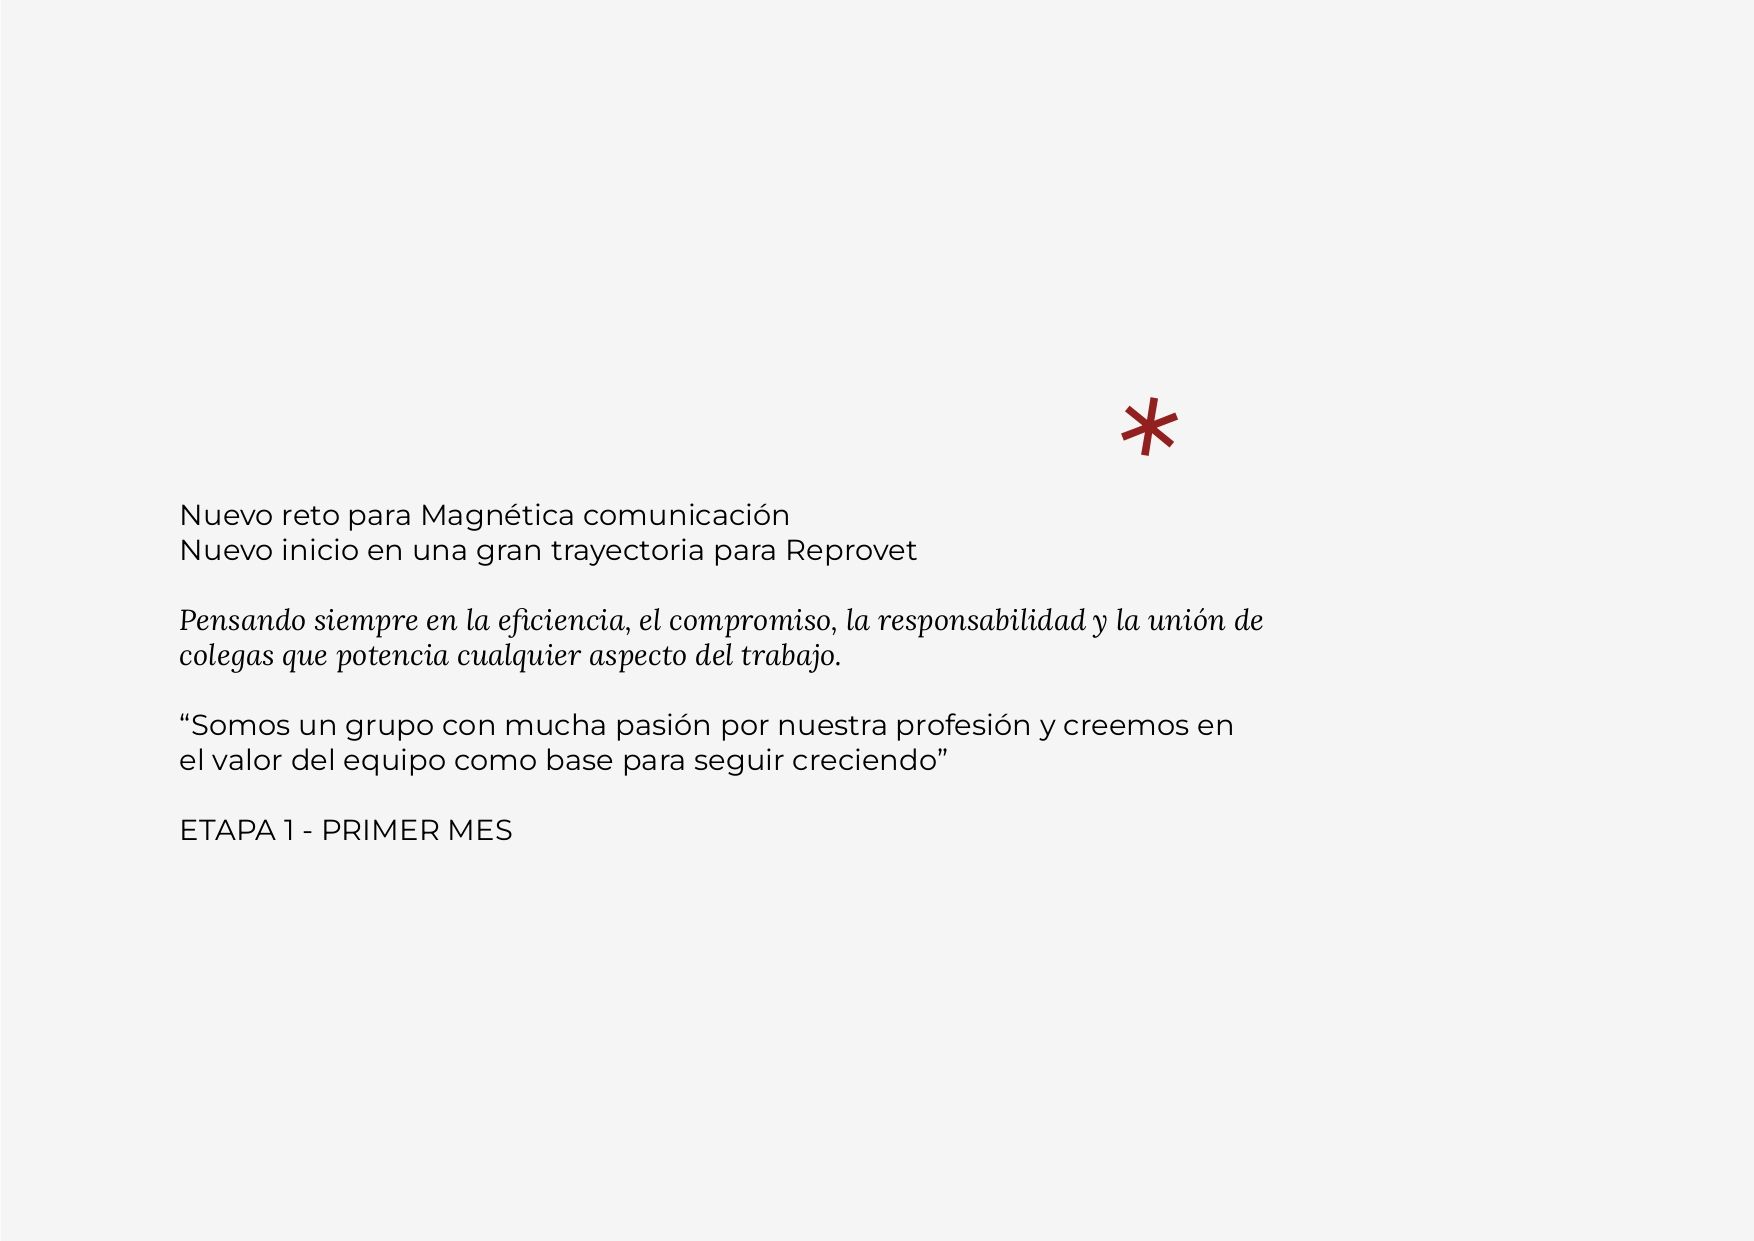 Nuevo reto para Magnética comunicación
Nuevo inicio en una gran trayectoria para Reprovet
Pensando siempre en la eficiencia, el compromiso, la responsabilidad y la unión de
colegas que potencia cualquier aspecto del trabajo.
“Somos un grupo con mucha pasión por nuestra profesión y creemos en
el valor del equipo como base para seguir creciendo”
ETAPA 1 - PRIMER MES